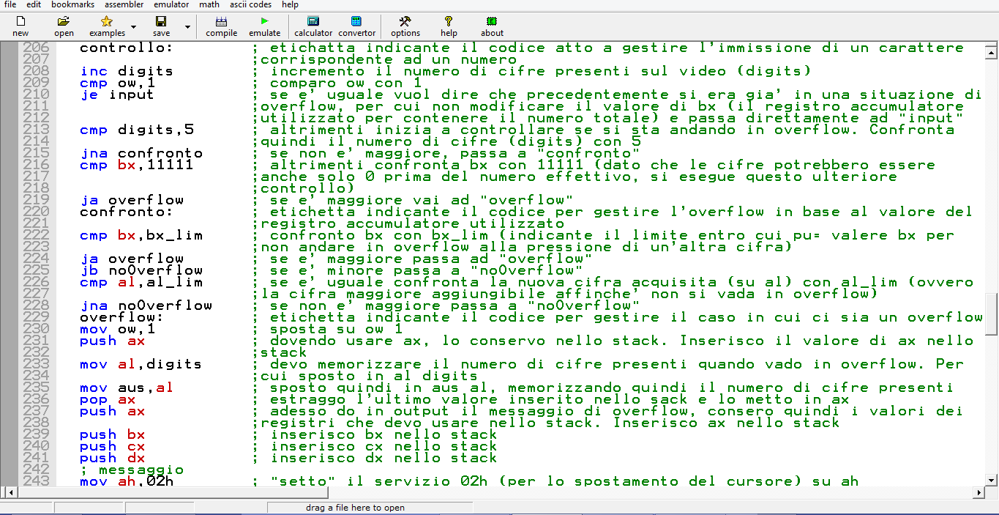 file edit bookmarks assembler emulator math ascii codes help
new open examples save compile emulate calculator convertor options help about
206 controllo: ; etichatta indicante il codice atto a gestire l'immissione di un carattere
207 ;corrispondente ad un numero
208 inc digits ; incremento il numero di cifre presenti sul video (digits)
209 cmp ow,1 ; comparo ow con 1
210 je input ; se e' uguale vuol dire che precedentemente si era gia' in una situazione di
211 ;overflow, per cui non modificare il valore di bx (il registro accumulatore
212 ;utilizzato per contenere il numero totale) e passa direttamente ad "input"
213 cmp digits,5 ; altrimenti inizia a controllare se si sta andando in overflow. Confronta
214 ;quindi il numero di cifre (digits) con 5
215 jna confronto ; se non e' maggiore, passa a "confronto"
216 cmp bx,11111 ; altrimenti confronta bx con 11111 (dato che le cifre potrebbero essere
217 ;anche solo 0 prima del numero effettivo, si esegue questo ulteriore
218 ;controllo)
219 ja overflow ; se e' maggiore vai ad "overflow"
220 confronto: ; etichetta indicante il codice per gestire l'overflow in base al valore del
221 ;registro accumulatore utilizzato
222 cmp bx,bx_lim ; confronto bx con bx_lim (indicante il limite entro cui pu= valere bx per
223 ;non andare in overflow alla pressione di un'altra cifra)
224 ja overflow ; se e' maggiore passa ad "overflow"
225 jb noOverflow ; se e' minore passa a "noOverflow"
226 cmp al,al_lim ; se e' uguale confronta la nuova cifra acquisita (su al) con al_lim (ovvero
227 ;la cifra maggiore aggiungibile affinche' non si vada in overflow)
228 jna noOverflow ; se non e' maggiore passa a "noOverflow"
229 overflow: ; etichetta indicante il codice per gestire il caso in cui ci sia un overflow
230 mov ow,1 ; sposta su ow 1
231 push ax ; dovendo usare ax, lo conservo nello stack. Inserisco il valore di ax nello
232 ;stack
233 mov al,digits ; devo memorizzare il numero di cifre presenti quando vado in overflow. Per
234 ;cui sposto in al digits
235 mov aus,al ; sposto quindi in aus al, memorizzando quindi il numero di cifre presenti
236 pop ax ; estraggo l'ultimo valore inserito nello sack e lo metto in ax
237 push ax ; adesso do in output il messaggio di overflow, consero quindi i valori dei
238 ;registri che devo usare nello stack. Inserisco ax nello stack
239 push bx ; inserisco bx nello stack
240 push cx ; inserisco cx nello stack
241 push dx ; inserisco dx nello stack
242 ; messaggio
243 mov ah,02h ; "setto" il servizio 02h (per lo spostamento del cursore) su ah
drag a file here to open